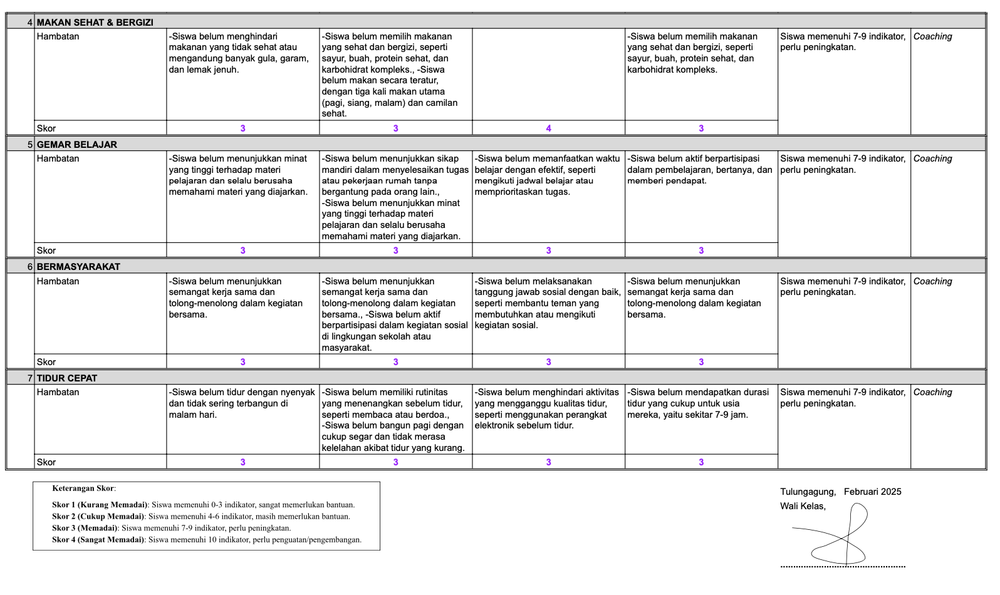 4 MAKAN SEHAT & BERGIZI
Hambatan
-Siswa belum menghindari
makanan yang tidak sehat atau
mengandung banyak gula, garam,
dan lemak jenuh.
-Siswa belum memilih makanan
yang sehat dan bergizi, seperti
sayur, buah, protein sehat, dan
karbohidrat kompleks., -Siswa
belum makan secara teratur,
dengan tiga kali makan utama
(pagi, siang, malam) dan camilan
sehat.
-Siswa belum memilih makanan
yang sehat dan bergizi, seperti
sayur, buah, protein sehat, dan
karbohidrat kompleks.
Siswa memenuhi 7-9 indikator,
perlu peningkatan.
Coaching
Skor 3 3 4 3
5 GEMAR BELAJAR
Hambatan
-Siswa belum menunjukkan minat
yang tinggi terhadap materi
pelajaran dan selalu berusaha
memahami materi yang diajarkan.
-Siswa belum menunjukkan sikap
mandiri dalam menyelesaikan tugas
atau pekerjaan rumah tanpa
bergantung pada orang lain.,
-Siswa belum menunjukkan minat
yang tinggi terhadap materi
pelajaran dan selalu berusaha
memahami materi yang diajarkan.
-Siswa belum memanfaatkan waktu
belajar dengan efektif, seperti
mengikuti jadwal belajar atau
memprioritaskan tugas.
-Siswa belum aktif berpartisipasi
dalam pembelajaran, bertanya, dan
memberi pendapat.
Siswa memenuhi 7-9 indikator,
perlu peningkatan.
Coaching
Skor 3 3 3 3
6 BERMASYARAKAT
Hambatan
-Siswa belum menunjukkan
semangat kerja sama dan
tolong-menolong dalam kegiatan
bersama.
-Siswa belum menunjukkan
semangat kerja sama dan
tolong-menolong dalam kegiatan
bersama., -Siswa belum aktif
berpartisipasi dalam kegiatan sosial
di lingkungan sekolah atau
masyarakat.
-Siswa belum melaksanakan
tanggung jawab sosial dengan baik,
seperti membantu teman yang
membutuhkan atau mengikuti
kegiatan sosial.
-Siswa belum menunjukkan
semangat kerja sama dan
tolong-menolong dalam kegiatan
bersama.
Siswa memenuhi 7-9 indikator,
perlu peningkatan.
Coaching
Skor 3 3 3 3
7 TIDUR CEPAT
Hambatan
-Siswa belum tidur dengan nyenyak
dan tidak sering terbangun di
malam hari.
-Siswa belum memiliki rutinitas
yang menenangkan sebelum tidur,
seperti membaca atau berdoa.,
-Siswa belum bangun pagi dengan
cukup segar dan tidak merasa
kelelahan akibat tidur yang kurang.
-Siswa belum menghindari aktivitas
yang mengganggu kualitas tidur,
seperti menggunakan perangkat
elektronik sebelum tidur.
-Siswa belum mendapatkan durasi
tidur yang cukup untuk usia
mereka, yaitu sekitar 7-9 jam.
Siswa memenuhi 7-9 indikator,
perlu peningkatan.
Coaching
Skor 3 3 3 3
Keterangan Skor:
Skor 1 (Kurang Memadai): Siswa memenuhi 0-3 indikator, sangat memerlukan bantuan.
Skor 2 (Cukup Memadai): Siswa memenuhi 4-6 indikator, masih memerlukan bantuan.
Skor 3 (Memadai): Siswa memenuhi 7-9 indikator, perlu peningkatan.
Skor 4 (Sangat Memadai): Siswa memenuhi 10 indikator, perlu penguatan/pengembangan.
Tulungagung, Februari 2025
Wali Kelas,